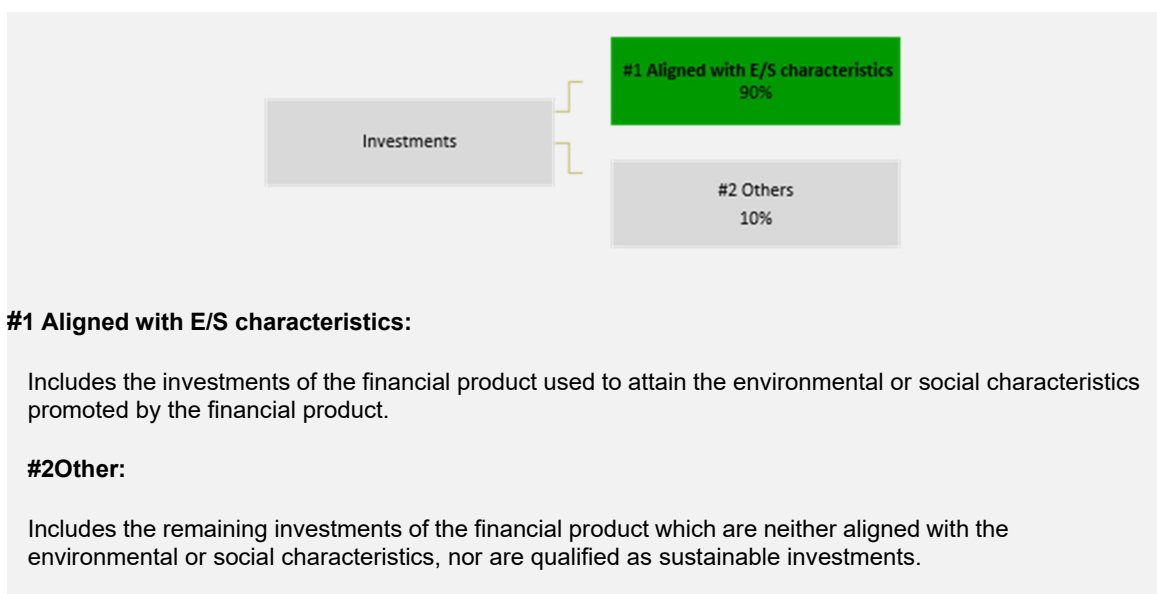 #1 Aligned with E/S characteristics
90%
Investments
#2 Others
10%
#1 Aligned with E/S characteristics:
Includes the investments of the financial product used to attain the environmental or social characteristics
promoted by the financial product.
#2Other:
Includes the remaining investments of the financial product which are neither aligned with the
environmental or social characteristics, nor are qualified as sustainable investments.